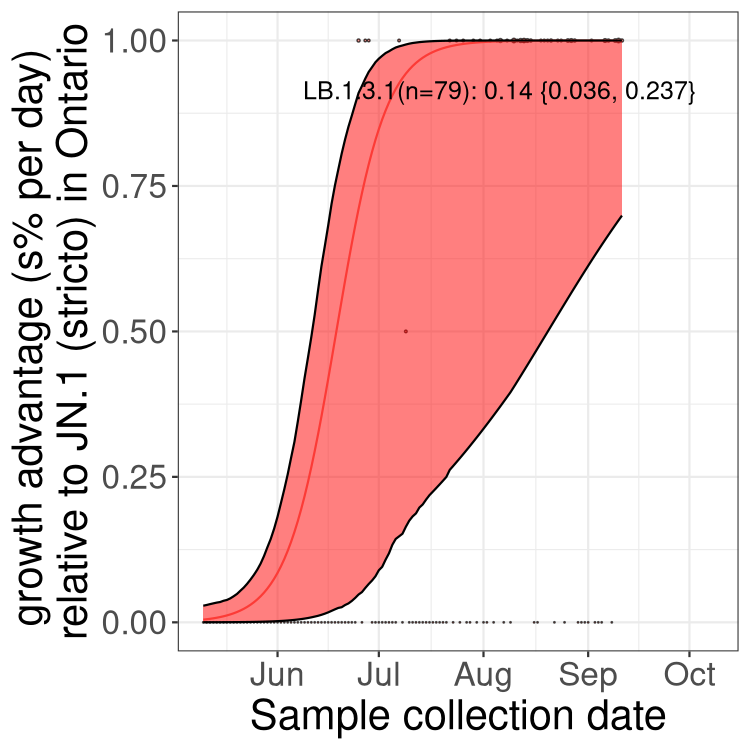 growth advantage (s% per day)
relative to JN.1 (stricto) in Ontario
1.00
0.75
0.50
0.25
0.00
LB.1.3.1(n=79): 0.14 {0.036, 0.237}
Jun Jul Aug Sep Oct
Sample collection date